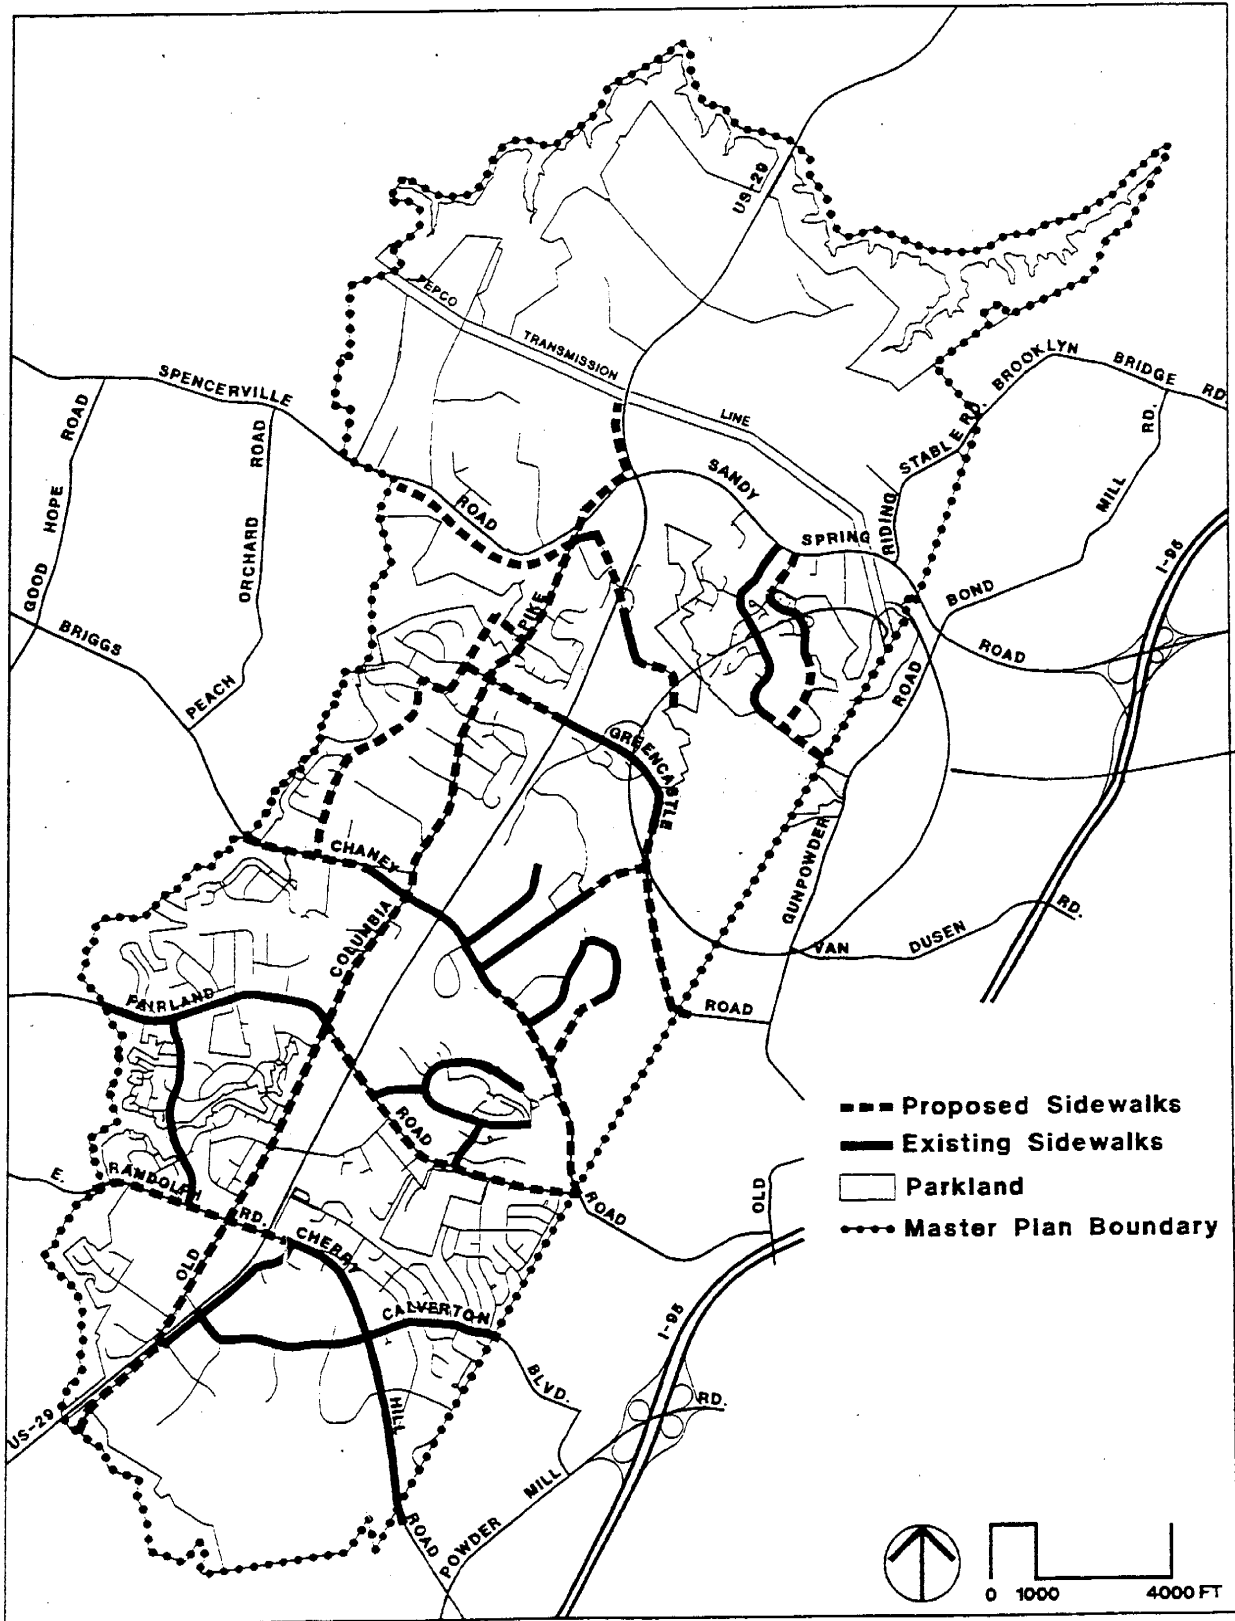 US-29
PEPCO
TRANSMISSION
LINE
SPENCERVILLE
ROAD
GOOD HOPE ROAD
ORCHARD ROAD
PEACH
BRIGGS
CHANEY
SANDY
SPRING
ROAD
RIDING
STABLE RD.
BROOKLYN
BRIDGE
RD.
MILL
RD.
BOND
ROAD
I-95
PIKE
COLUMBIA
OLD
GREENCASTLE
ROAD
GUNPOWDER
VAN
DUSEN
RD.
FAIRLAND
ROAD
ROAD
E.
RANDOLPH
RD.
CHERRY
HILL
ROAD
CALVERTON
BLVD.
OLD
I-95
US-29
POWDER
MILL
RD.
Proposed Sidewalks
Existing Sidewalks
Parkland
Master Plan Boundary
0 1000 4000 FT